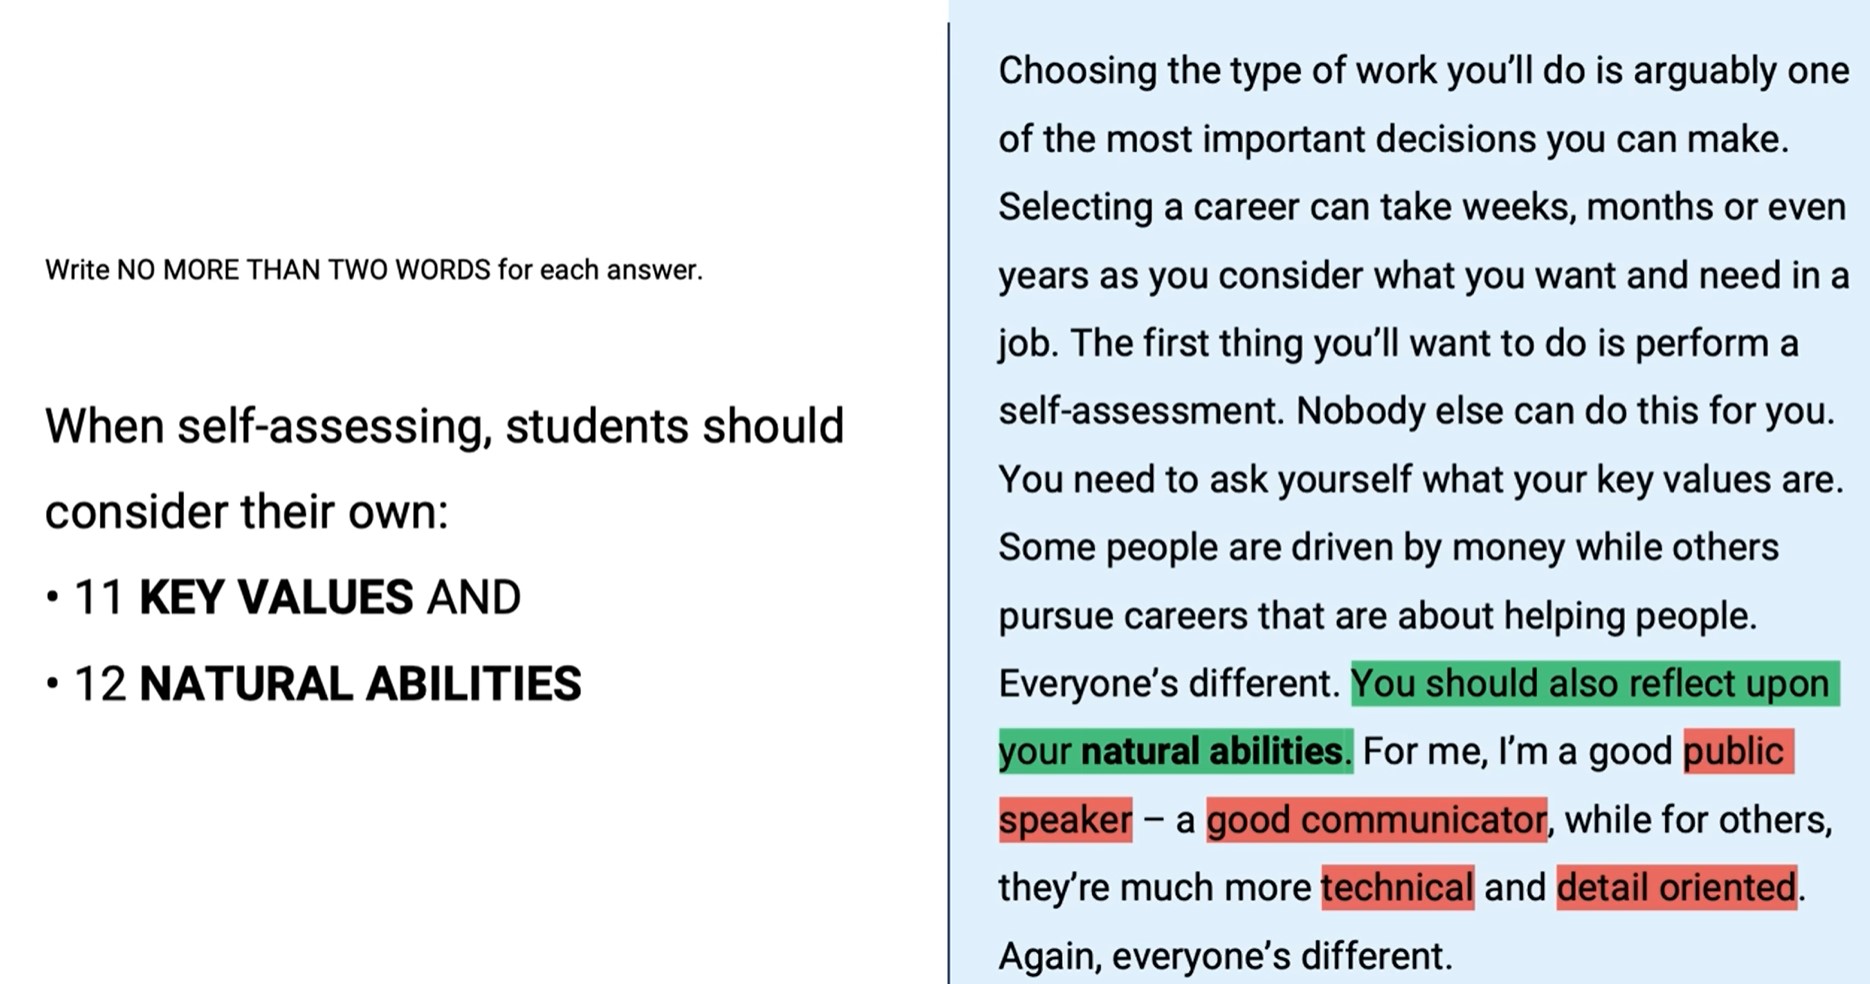 Write NO MORE THAN TWO WORDS for each answer.
When self-assessing, students should
consider their own:
• 11 KEY VALUES AND
• 12 NATURAL ABILITIES
Choosing the type of work you’ll do is arguably one
of the most important decisions you can make.
Selecting a career can take weeks, months or even
years as you consider what you want and need in a
job. The first thing you’ll want to do is perform a
self-assessment. Nobody else can do this for you.
You need to ask yourself what your key values are.
Some people are driven by money while others
pursue careers that are about helping people.
Everyone’s different. You should also reflect upon
your natural abilities. For me, I’m a good public
speaker – a good communicator, while for others,
they’re much more technical and detail oriented.
Again, everyone’s different.